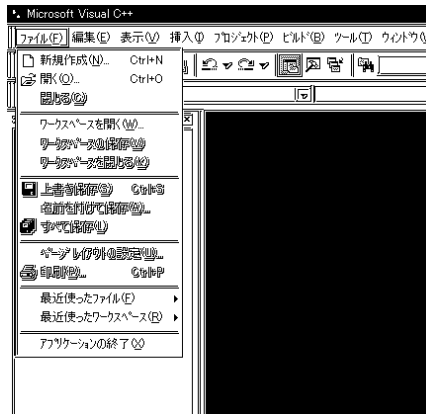 Microsoft Visual C++
ファイル(F) 編集(E) 表示(V) 挿入(I) プロジェクト(P) ビルド(B) ツール(T) ウィンドウ(
新規作成(N)... Ctrl+N
開く(O)... Ctrl+O
閉じる(C)
ワークスペースを開く(W)...
ワークスペースの保存(V)
ワークスペースを閉じる(K)
上書き保存(S) Ctrl+S
名前を付けて保存(A)...
すべて保存(L)
ページ レイアウトの設定(U)...
印刷(P)... Ctrl+P
最近使ったファイル(F)
最近使ったワークスペース(R)
アプリケーションの終了(X)